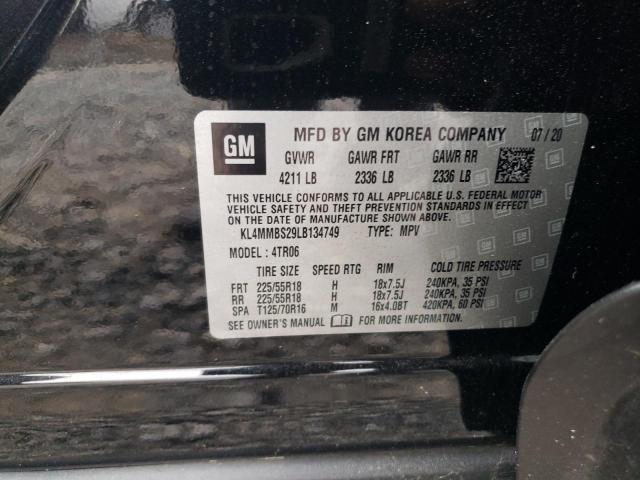 GM MFD BY GM KOREA COMPANY 07/20
GVWR GAWR FRT GAWR RR
4211 LB 2336 LB 2336 LB
THIS VEHICLE CONFORMS TO ALL APPLICABLE U.S. FEDERAL MOTOR
VEHICLE SAFETY, BUMPER, AND THEFT PREVENTION
STANDARDS IN EFFECT ON THE
DATE OF MANUFACTURE SHOWN ABOVE.
KL4MMBS29LB134749 TYPE: MPV
MODEL: 4TR06
TIRE SIZE SPEED RTG RIM COLD TIRE PRESSURE
FRT 225/55R18 H 18x7.5J 240KPA, 35 PSI
RR 225/55R18 H 18x7.5J 240KPA, 35 PSI
SPA T125/70R16 M 16x4.0BT 420KPA, 60 PSI
SEE OWNER'S MANUAL FOR MORE INFORMATION.